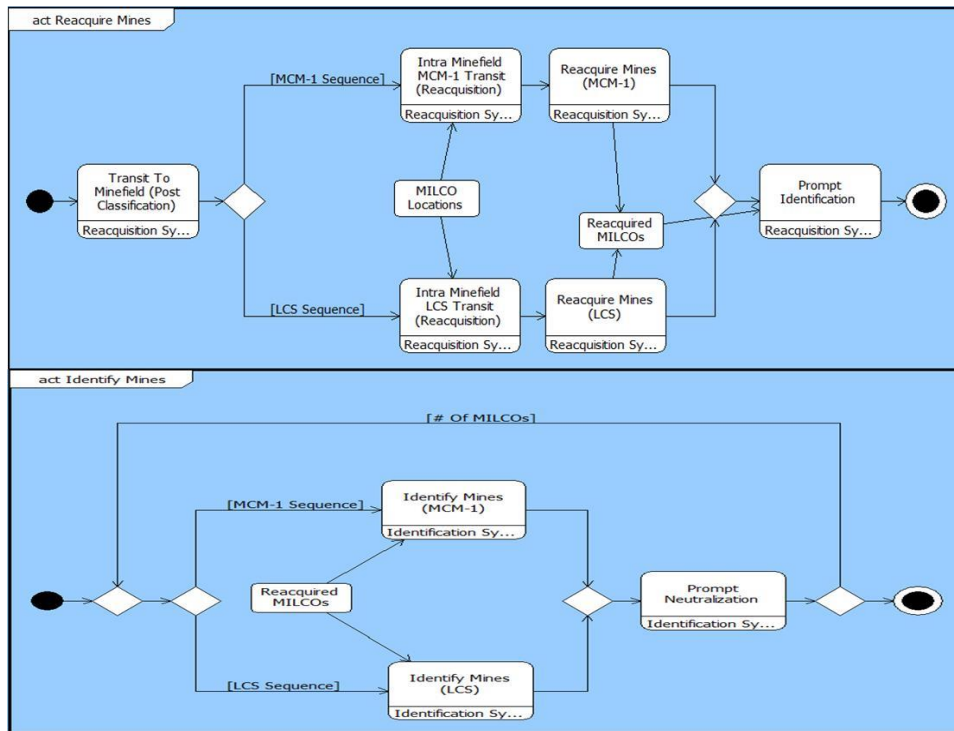 act Reacquire Mines
[MCM-1 Sequence]
Intra Minefield
MCM-1 Transit
(Reacquisition)
Reacquisition Sy...
Reacquire Mines
(MCM-1)
Reacquisition Sy...
Transit To
Minefield (Post
Classification)
Reacquisition Sy...
MILCO
Locations
Reacquired
MILCOs
Prompt
Identification
Reacquisition Sy...
[LCS Sequence]
Intra Minefield
LCS Transit
(Reacquisition)
Reacquisition Sy...
Reacquire Mines
(LCS)
Reacquisition Sy...
act Identify Mines
[# Of MILCOs]
[MCM-1 Sequence]
Identify Mines
(MCM-1)
Identification Sy...
Reacquired
MILCOs
Prompt
Neutralization
Identification Sy...
[LCS Sequence]
Identify Mines
(LCS)
Identification Sy...